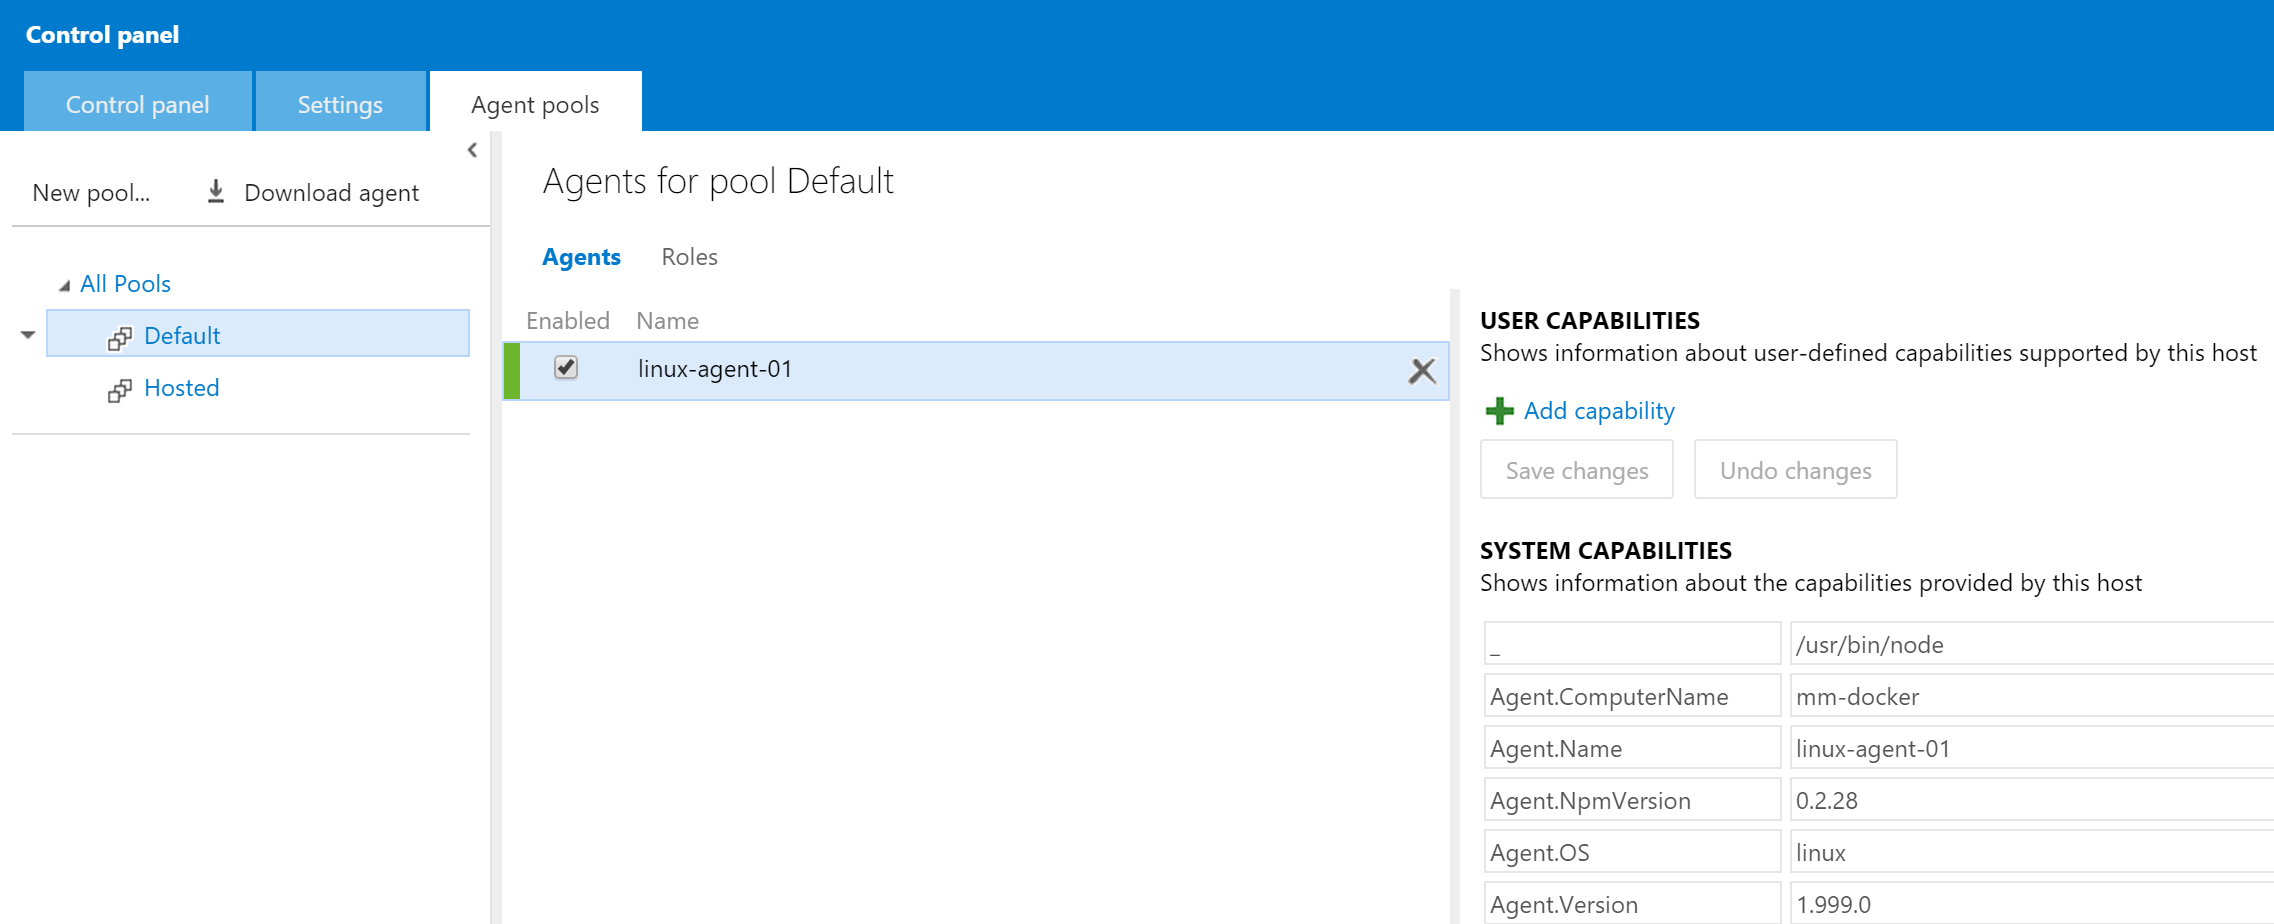 Control panel
Control panel
Settings
Agent pools
New pool...
Download agent
All Pools
Default
Hosted
Agents for pool Default
Agents
Roles
Enabled
Name
linux-agent-01
USER CAPABILITIES
Shows information about user-defined capabilities supported by this host
Add capability
Save changes
Undo changes
SYSTEM CAPABILITIES
Shows information about the capabilities provided by this host
_
/usr/bin/node
Agent.ComputerName
mm-docker
Agent.Name
linux-agent-01
Agent.NpmVersion
0.2.28
Agent.OS
linux
Agent.Version
1.999.0